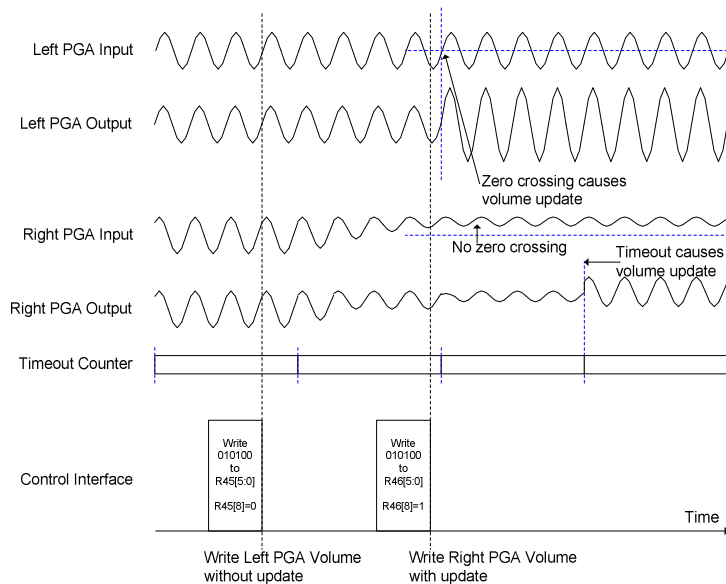 Left PGA Input
Left PGA Output
Zero crossing causes
volume update
Right PGA Input
No zero crossing
Timeout causes
volume update
Right PGA Output
Timeout Counter
Control Interface
Write
010100
to
R45[5:0]
R45[8]=0
Write
010100
to
R46[5:0]
R46[8]=1
Time
Write Left PGA Volume
without update
Write Right PGA Volume
with update